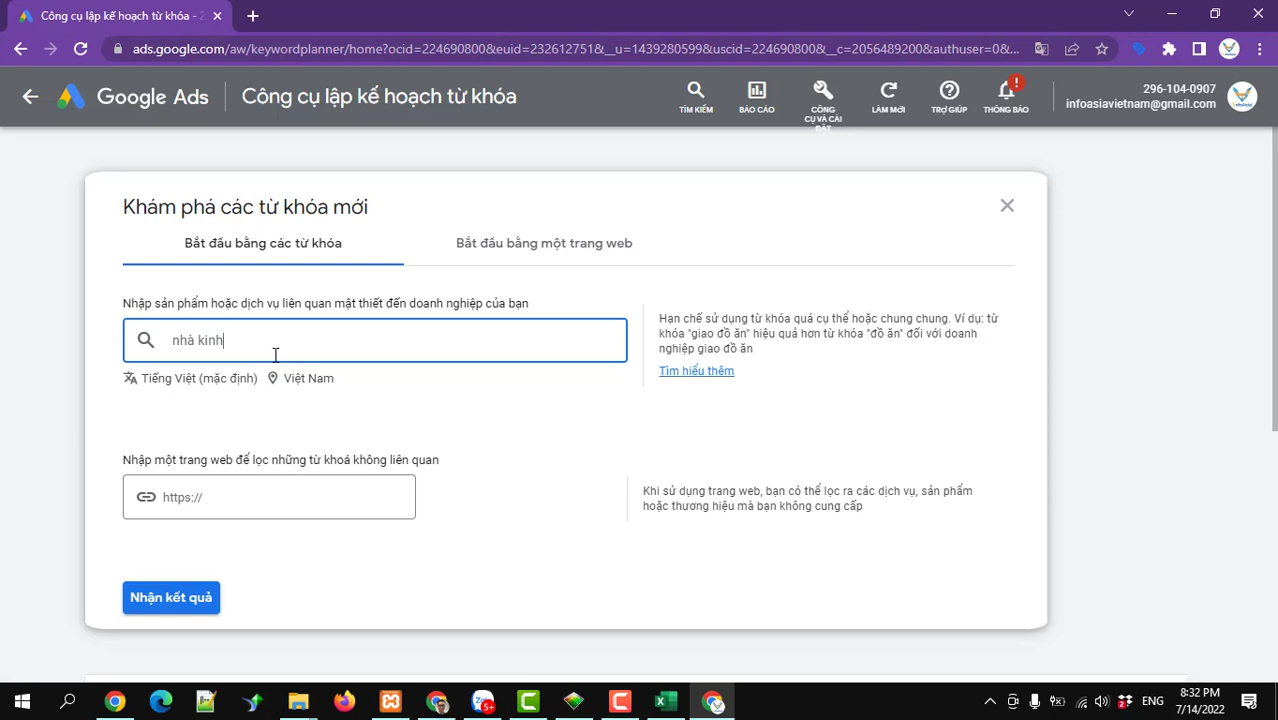 Công cụ lập kế hoạch từ khóa - 2
ads.google.com/aw/keywordplanner/home?ocid=224690800&euid=232612751&__u=1439280599&uscid=224690800&__c=2056489200&authuser=0&...
Google Ads
Công cụ lập kế hoạch từ khóa
TÌM KIẾM
BÁO CÁO
CÔNG
CỤ VÀ CÀI
ĐẶT
LÀM MỚI
TRỢ GIÚP
THÔNG BÁO
296-104-0907
infoasiavietnam@gmail.com
Khám phá các từ khóa mới
Bắt đầu bằng các từ khóa
Bắt đầu bằng một trang web
Nhập sản phẩm hoặc dịch vụ liên quan mật thiết đến doanh nghiệp của bạn
nhà kinh
Tiếng Việt (mặc định)
Việt Nam
Hạn chế sử dụng từ khóa quá cụ thể hoặc chung chung. Ví dụ: từ
khóa "giao đồ ăn" hiệu quả hơn từ khóa "đồ ăn" đối với doanh
nghiệp giao đồ ăn
Tìm hiểu thêm
Nhập một trang web để lọc những từ khoá không liên quan
https://
Khi sử dụng trang web, bạn có thể lọc ra các dịch vụ, sản phẩm
hoặc thương hiệu mà bạn không cung cấp
Nhận kết quả
5+
2
ENG
8:32 PM
7/14/2022